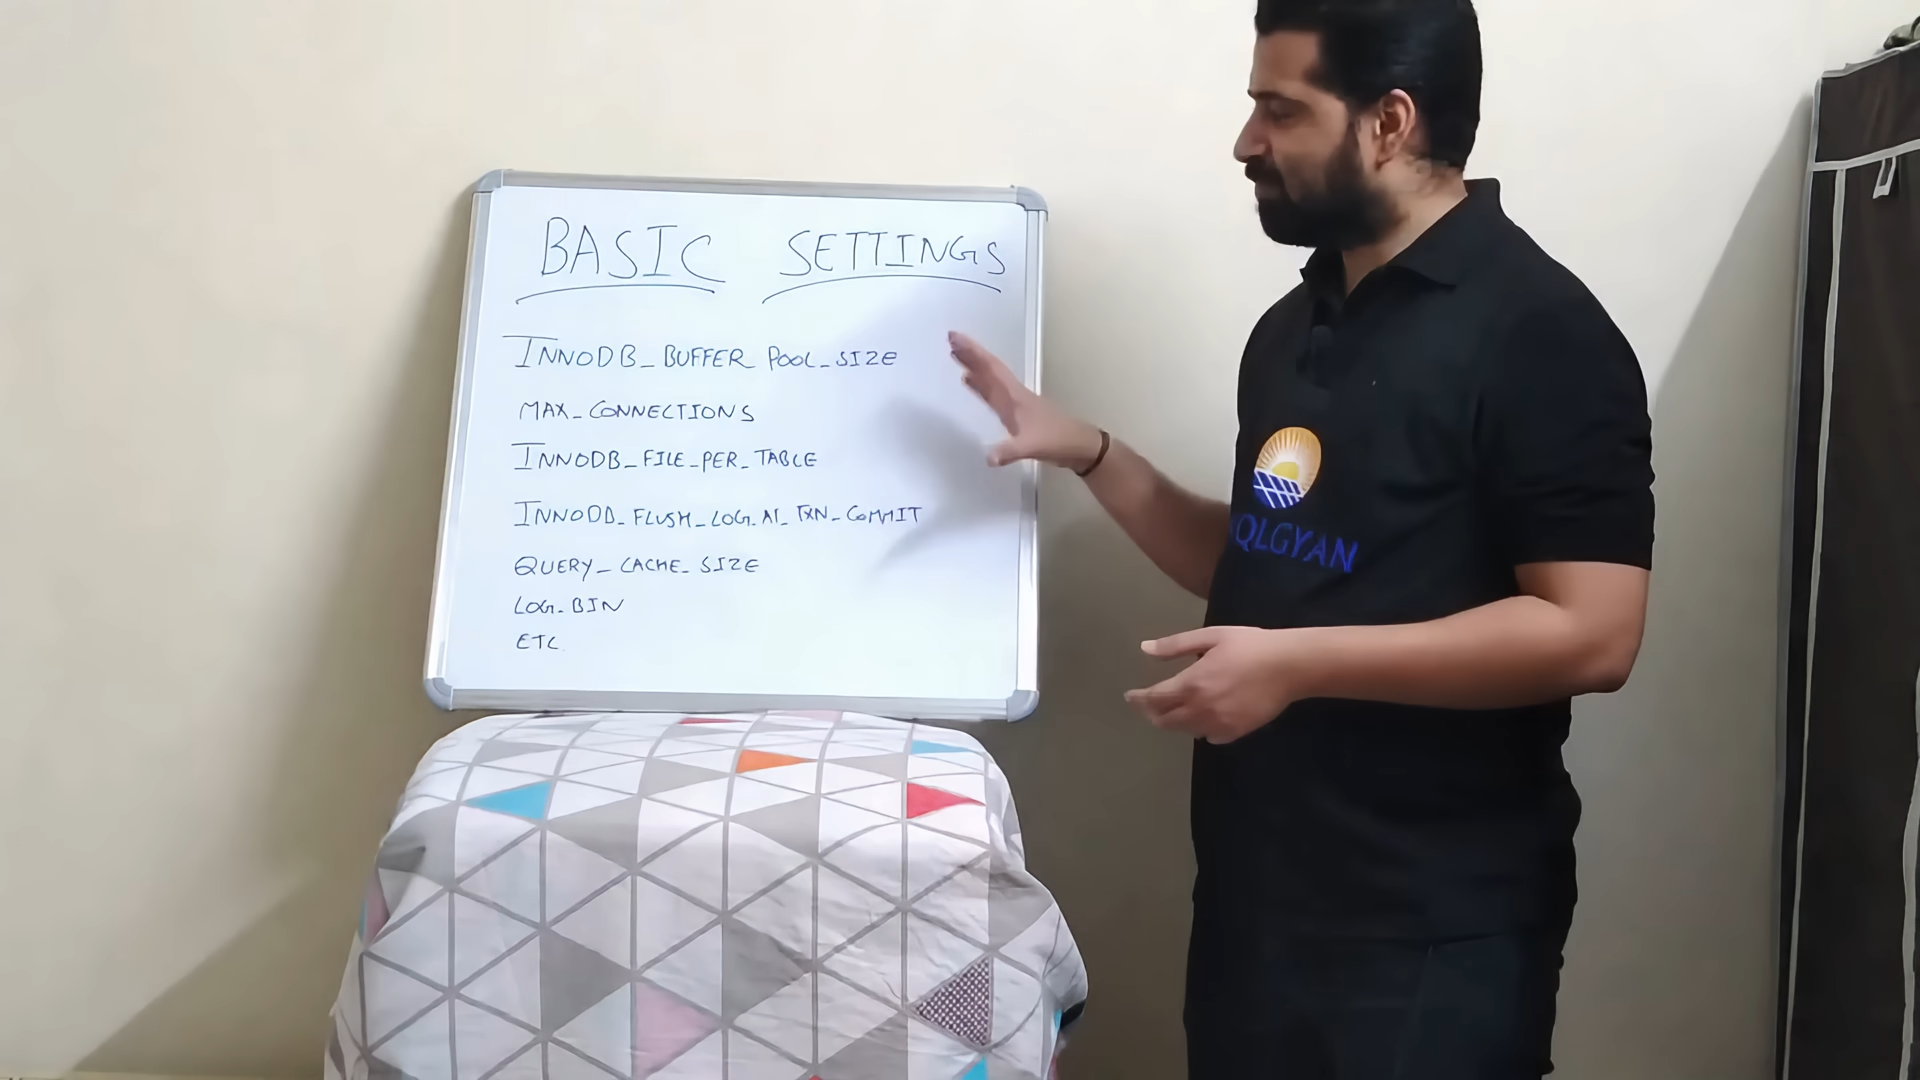 BASIC SETTINGS
INNODB_BUFFER_POOL_SIZE
MAX_CONNECTIONS
INNODB_FILE_PER_TABLE
INNODB_FLUSH_LOG_AT_TXN_COMMIT
QUERY_CACHE_SIZE
LOG_BIN
ETC
QLGYAN